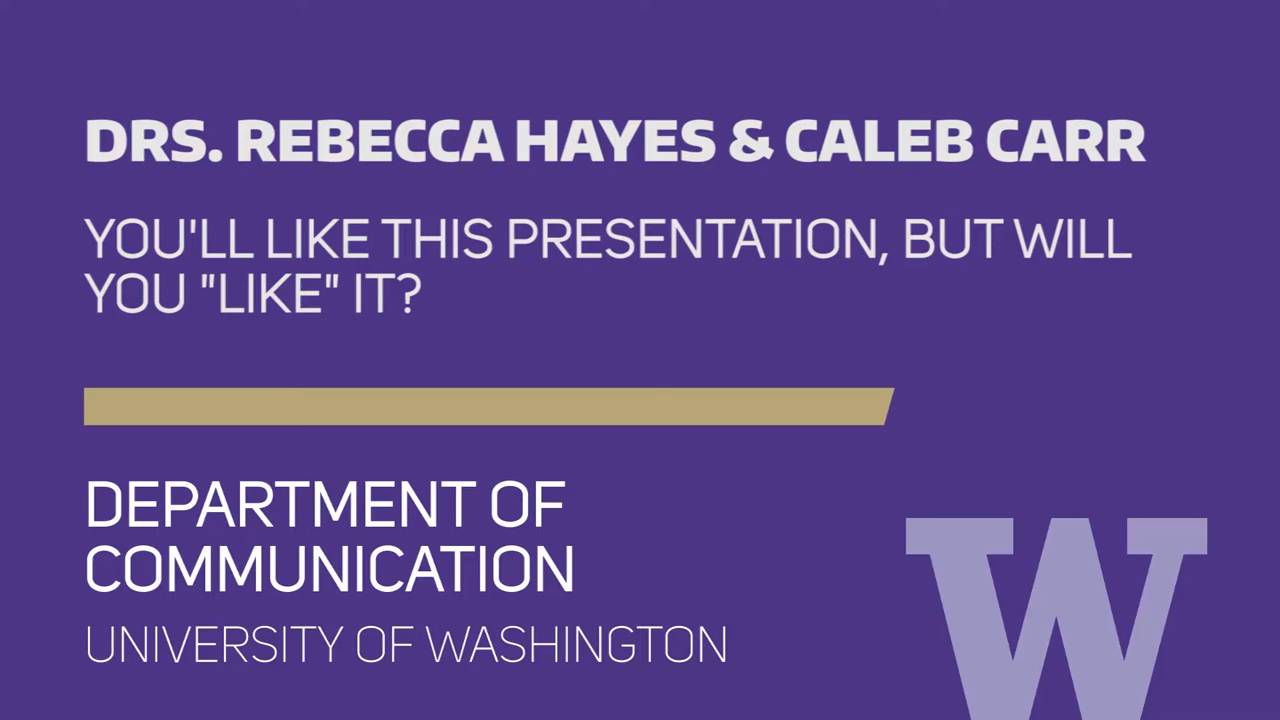 DRS. REBECCA HAYES & CALEB CARR
YOU'LL LIKE THIS PRESENTATION, BUT WILL
YOU "LIKE" IT?
DEPARTMENT OF
COMMUNICATION
UNIVERSITY OF WASHINGTON
W